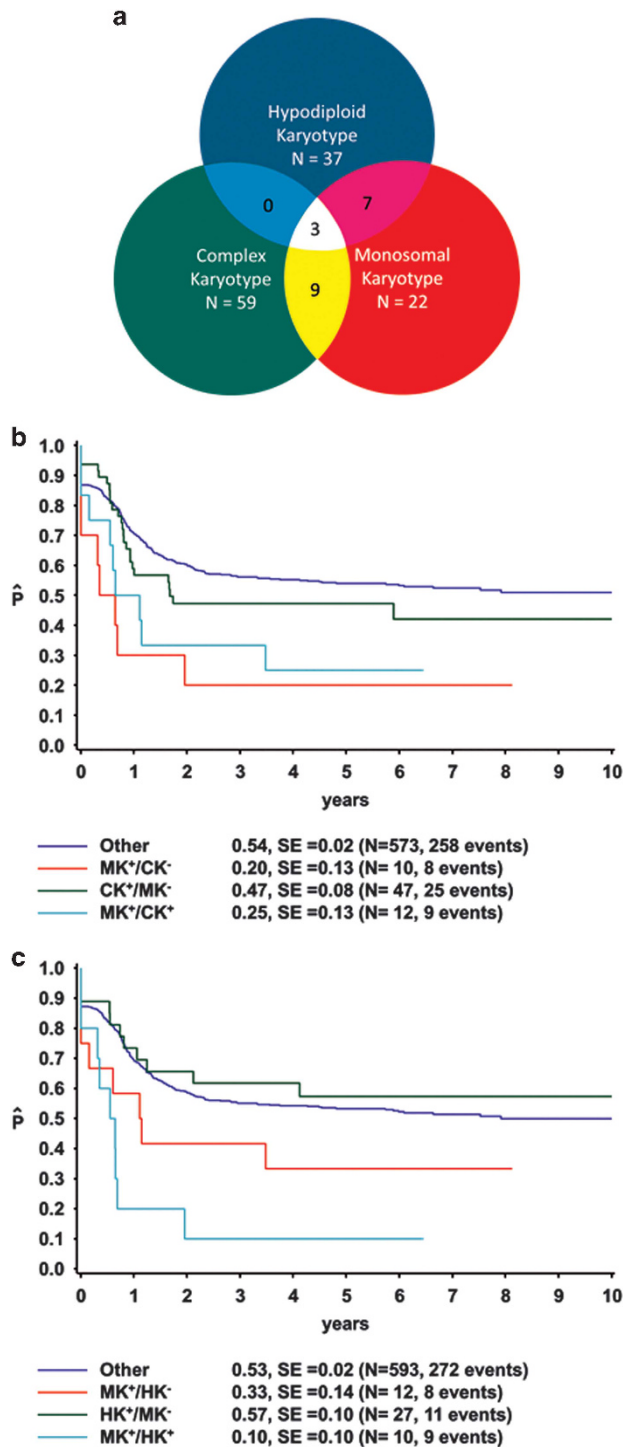 a
Hypodiploid
Karyotype
N = 37
0
7
3
Complex
Karyotype
N = 59
Monosomal
Karyotype
N = 22
9
b
1.0
0.9
0.8
0.7
0.6
0.5
0.4
0.3
0.2
0.1
0.0
P̂
0 1 2 3 4 5 6 7 8 9 10
years
Other 0.54, SE =0.02 (N=573, 258 events)
MK⁺/CK⁻ 0.20, SE =0.13 (N= 10, 8 events)
CK⁺/MK⁻ 0.47, SE =0.08 (N= 47, 25 events)
MK⁺/CK⁺ 0.25, SE =0.13 (N= 12, 9 events)
c
1.0
0.9
0.8
0.7
0.6
0.5
0.4
0.3
0.2
0.1
0.0
P̂
0 1 2 3 4 5 6 7 8 9 10
years
Other 0.53, SE =0.02 (N=593, 272 events)
MK⁺/HK⁻ 0.33, SE =0.14 (N= 12, 8 events)
HK⁺/MK⁻ 0.57, SE =0.10 (N= 27, 11 events)
MK⁺/HK⁺ 0.10, SE =0.10 (N= 10, 9 events)